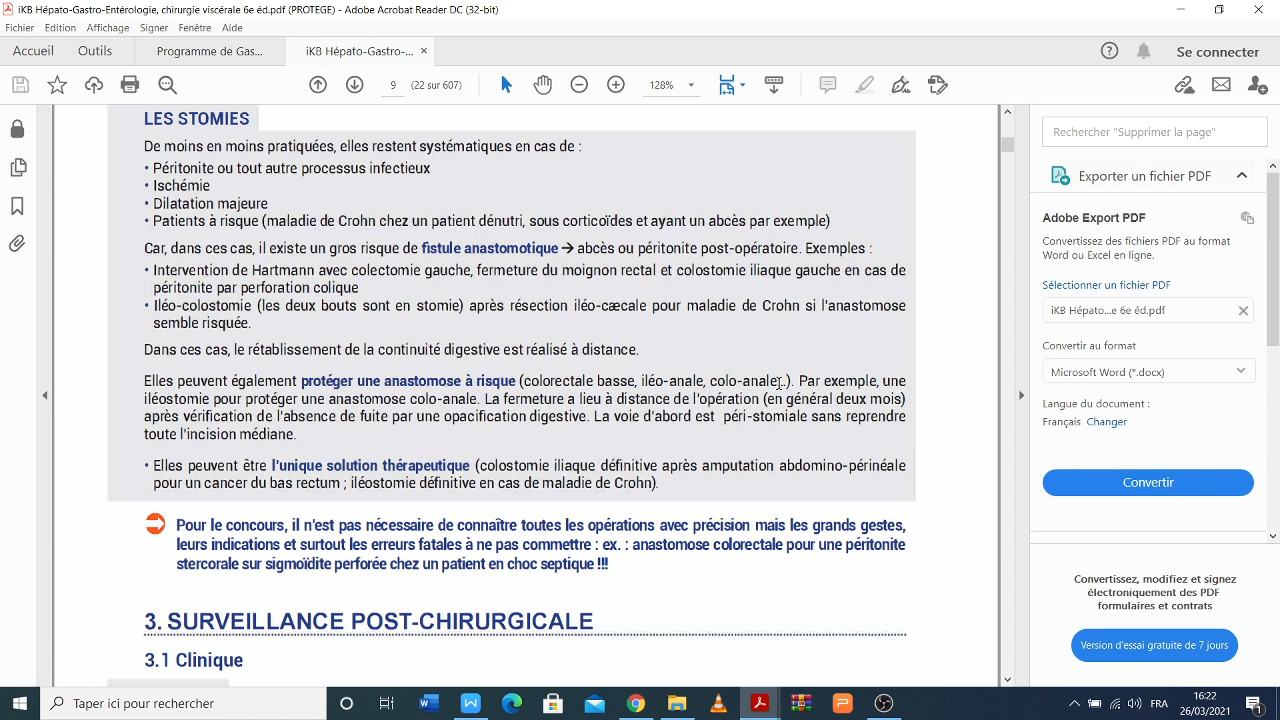 iKB Hépato-Gastro-Entérologie, chirurgie viscérale 6e éd.pdf (PROTEGE) - Adobe Acrobat Reader DC (32-bit)
Fichier Edition Affichage Signer Fenêtre Aide
Accueil Outils Programme de Gas... iKB Hépato-Gastro-... × Se connecter
9 (22 sur 607) 128%
LES STOMIES
De moins en moins pratiquées, elles restent systématiques en cas de :
• Péritonite ou tout autre processus infectieux
• Ischémie
• Dilatation majeure
• Patients à risque (maladie de Crohn chez un patient dénutri, sous corticoïdes et ayant un abcès par exemple)
Car, dans ces cas, il existe un gros risque de fistule anastomotique → abcès ou péritonite post-opératoire. Exemples :
• Intervention de Hartmann avec colectomie gauche, fermeture du moignon rectal et colostomie iliaque gauche en cas de
péritonite par perforation colique
• Iléo-colostomie (les deux bouts sont en stomie) après résection iléo-cæcale pour maladie de Crohn si l'anastomose
semble risquée.
Dans ces cas, le rétablissement de la continuité digestive est réalisé à distance.
Elles peuvent également protéger une anastomose à risque (colorectale basse, iléo-anale, colo-anale..). Par exemple, une
iléostomie pour protéger une anastomose colo-anale. La fermeture a lieu à distance de l'opération (en général deux mois)
après vérification de l'absence de fuite par une opacification digestive. La voie d'abord est péri-stomiale sans reprendre
toute l'incision médiane.
• Elles peuvent être l'unique solution thérapeutique (colostomie iliaque définitive après amputation abdomino-périnéale
pour un cancer du bas rectum ; iléostomie définitive en cas de maladie de Crohn).
Pour le concours, il n'est pas nécessaire de connaître toutes les opérations avec précision mais les grands gestes,
leurs indications et surtout les erreurs fatales à ne pas commettre : ex. : anastomose colorectale pour une péritonite
stercorale sur sigmoïdite perforée chez un patient en choc septique !!!
3. SURVEILLANCE POST-CHIRURGICALE
3.1 Clinique
Rechercher "Supprimer la page"
Exporter un fichier PDF
Adobe Export PDF
Convertissez des fichiers PDF au format
Word ou Excel en ligne.
Sélectionner un fichier PDF
iKB Hépato...e 6e éd.pdf
Convertir au format
Microsoft Word (*.docx)
Langue du document :
Français Changer
Convertir
Convertissez, modifiez et signez
électroniquement des PDF
formulaires et contrats
Version d'essai gratuite de 7 jours
Taper ici pour rechercher
FRA
16:22
26/03/2021
1